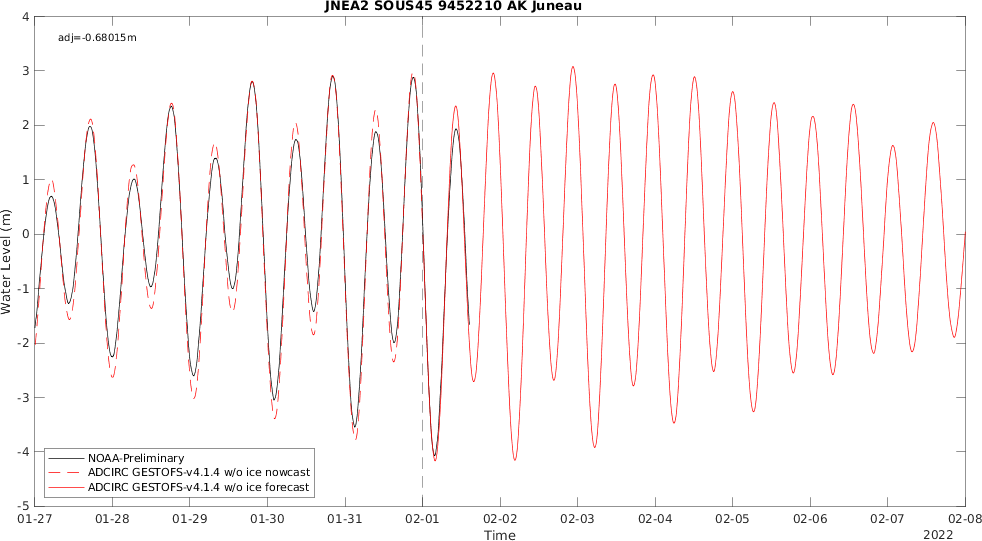 JNEA2 SOUS45 9452210 AK Juneau
adj=-0.68015m
4
3
2
1
0
-1
-2
-3
-4
-5
Water Level (m)
NOAA-Preliminary
ADCIRC GESTOFS-v4.1.4 w/o ice nowcast
ADCIRC GESTOFS-v4.1.4 w/o ice forecast
01-27 01-28 01-29 01-30 01-31 02-01 02-02 02-03 02-04 02-05 02-06 02-07 02-08
Time
2022